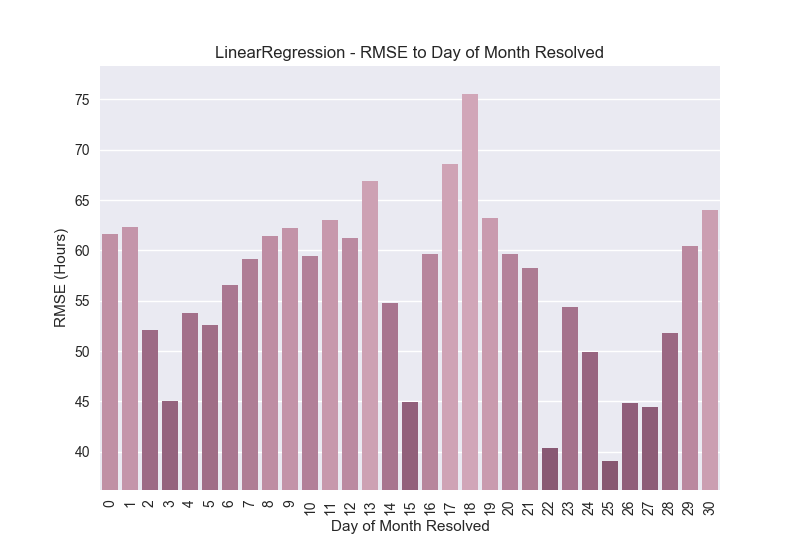 LinearRegression - RMSE to Day of Month Resolved
RMSE (Hours)
75
70
65
60
55
50
45
40
0 1 2 3 4 5 6 7 8 9 10 11 12 13 14 15 16 17 18 19 20 21 22 23 24 25 26 27 28 29 30
Day of Month Resolved